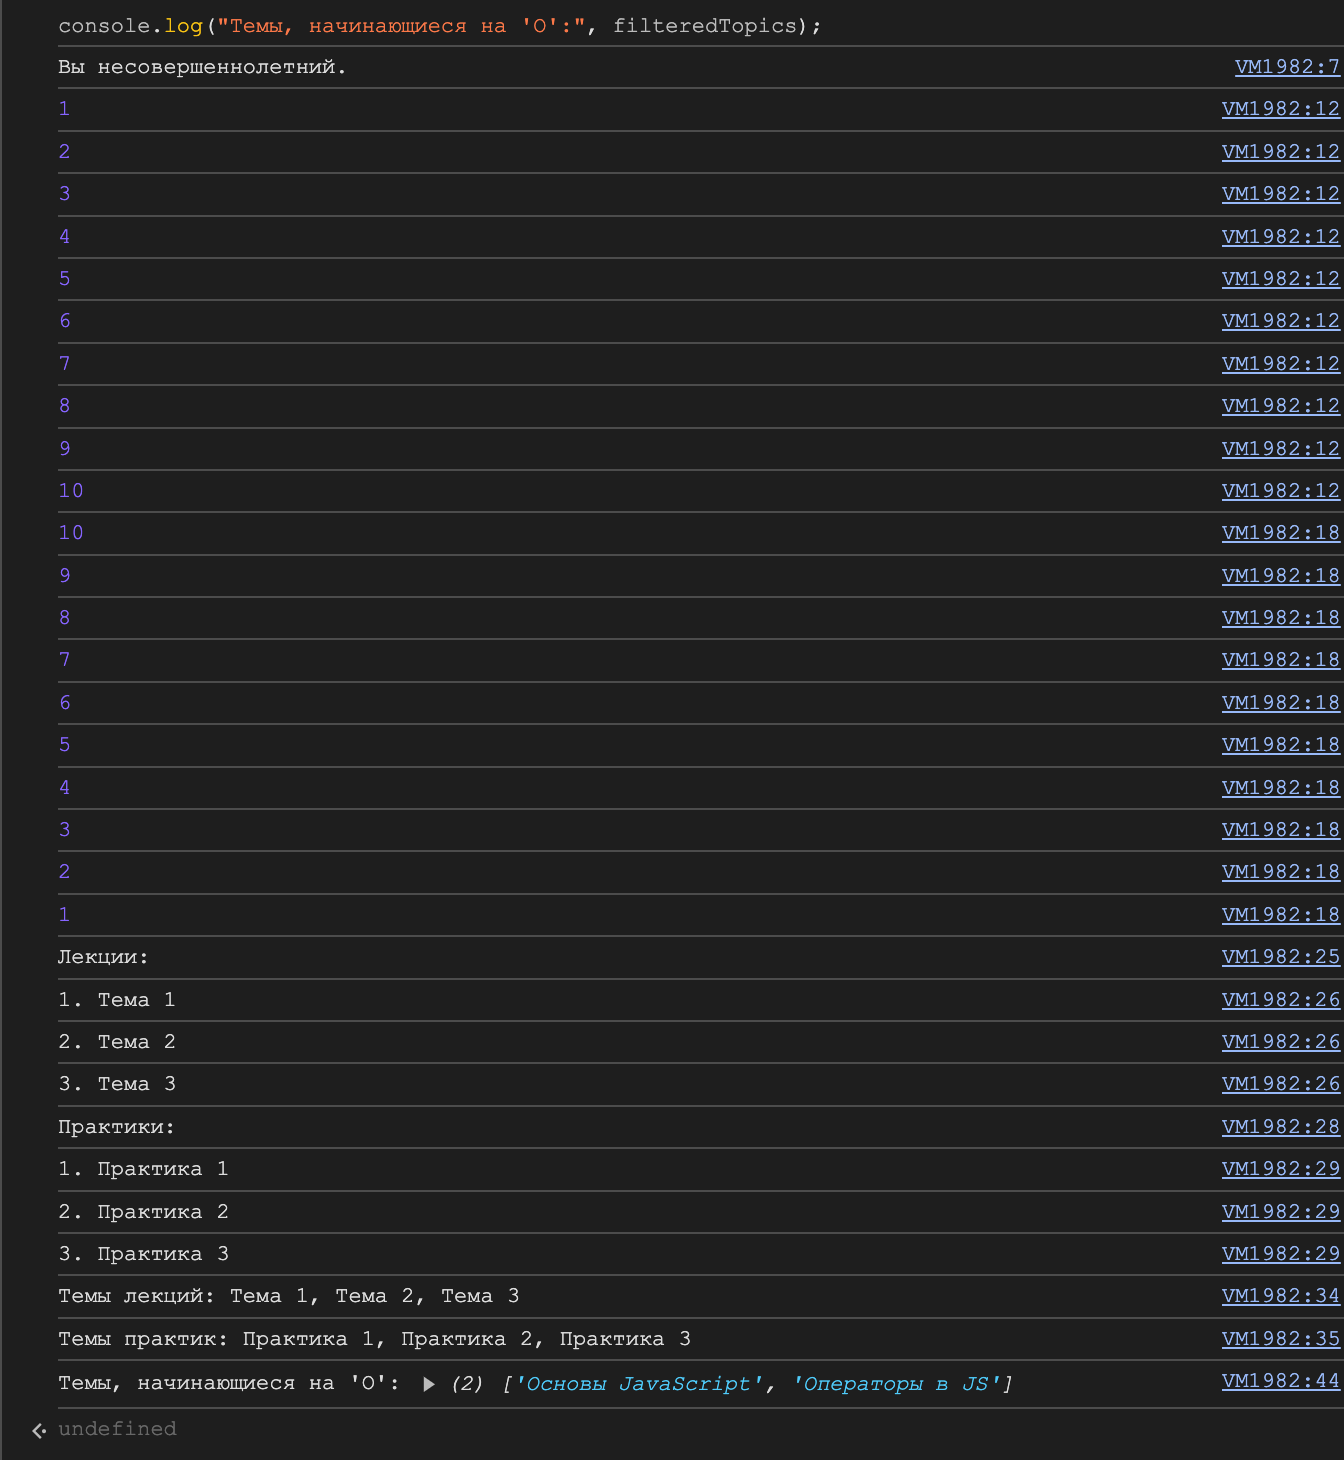 console.log("Темы, начинающиеся на 'О':", filteredTopics);
Вы несовершеннолетний. VM1982:7
1 VM1982:12
2 VM1982:12
3 VM1982:12
4 VM1982:12
5 VM1982:12
6 VM1982:12
7 VM1982:12
8 VM1982:12
9 VM1982:12
10 VM1982:12
10 VM1982:18
9 VM1982:18
8 VM1982:18
7 VM1982:18
6 VM1982:18
5 VM1982:18
4 VM1982:18
3 VM1982:18
2 VM1982:18
1 VM1982:18
Лекции: VM1982:25
1. Тема 1 VM1982:26
2. Тема 2 VM1982:26
3. Тема 3 VM1982:26
Практики: VM1982:28
1. Практика 1 VM1982:29
2. Практика 2 VM1982:29
3. Практика 3 VM1982:29
Темы лекций: Тема 1, Тема 2, Тема 3 VM1982:34
Темы практик: Практика 1, Практика 2, Практика 3 VM1982:35
Темы, начинающиеся на 'О': ▶ (2) ['Основы JavaScript', 'Операторы в JS'] VM1982:44
undefined